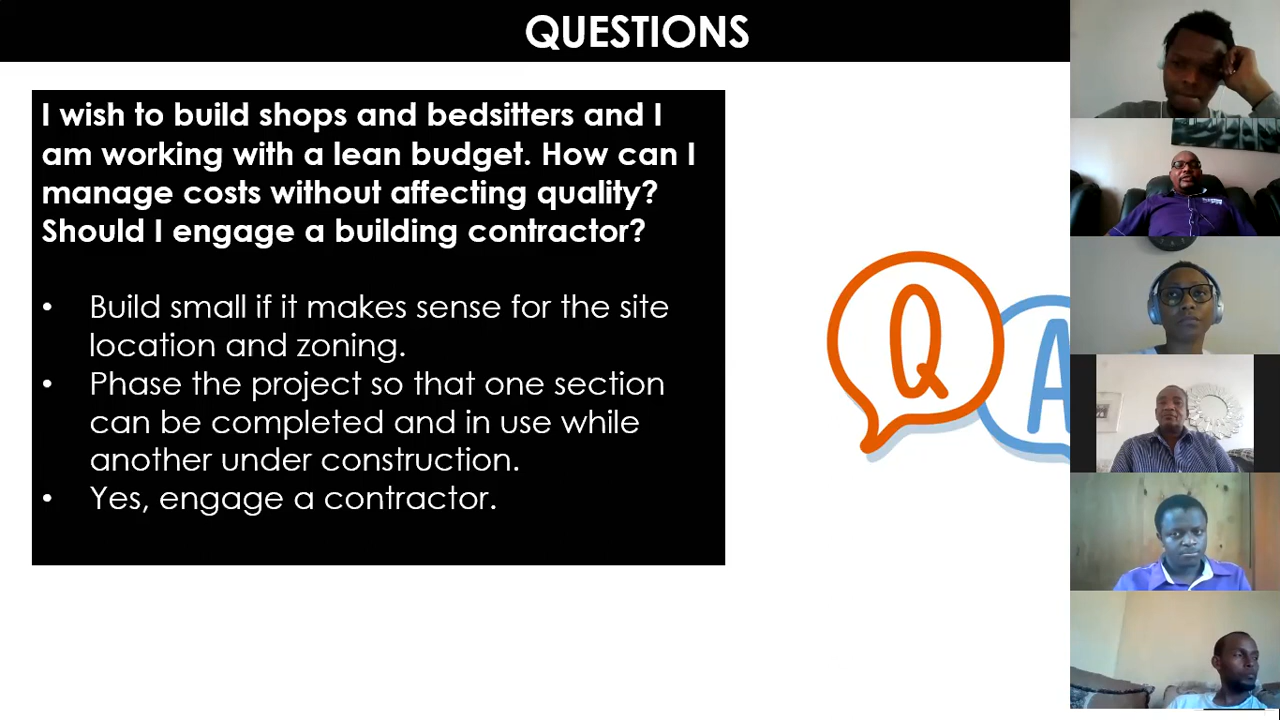 QUESTIONS
I wish to build shops and bedsitters and I
am working with a lean budget. How can I
manage costs without affecting quality?
Should I engage a building contractor?
• Build small if it makes sense for the site
location and zoning.
• Phase the project so that one section
can be completed and in use while
another under construction.
• Yes, engage a contractor.
Q
A